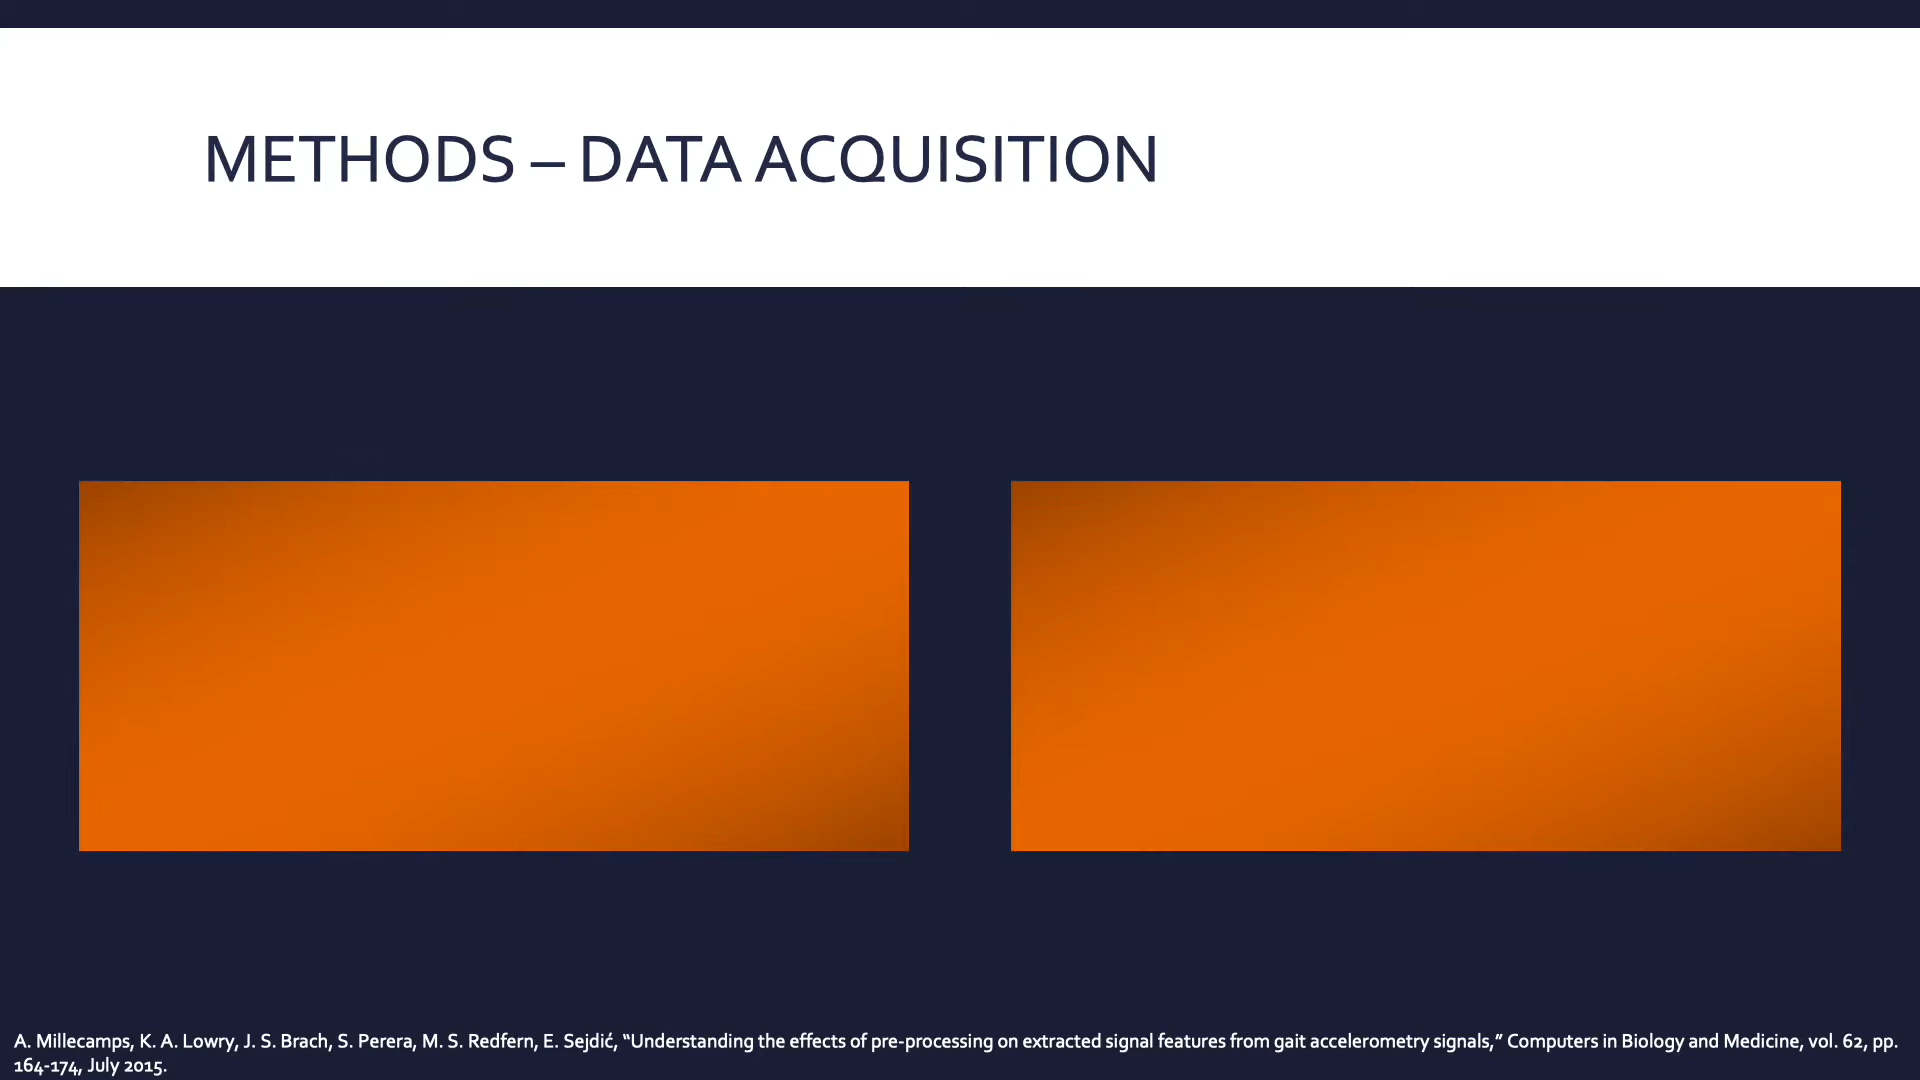 METHODS – DATA ACQUISITION
A. Millecamps, K. A. Lowry, J. S. Brach, S. Perera, M. S. Redfern, E. Sejdić, “Understanding the effects of pre-processing on extracted signal features from gait accelerometry signals,” Computers in Biology and Medicine, vol. 62, pp.
164-174, July 2015.